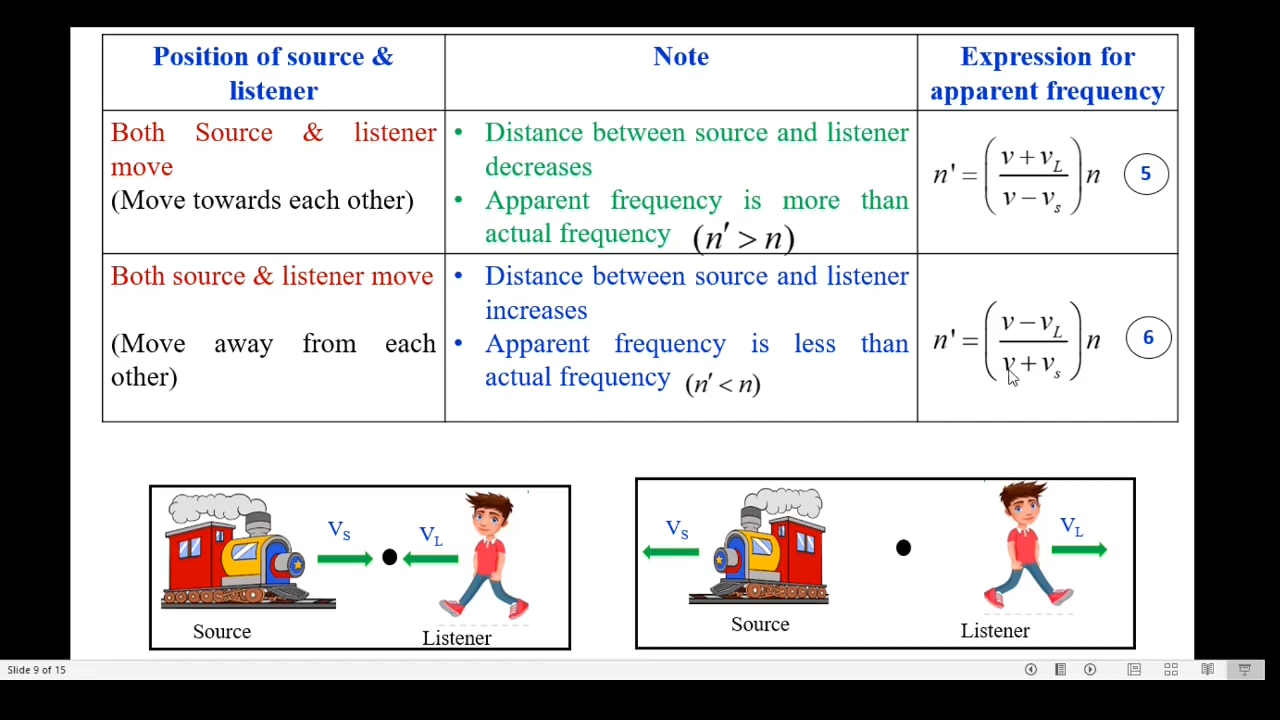 Position of source &
listener
Note
Expression for
apparent frequency
Both Source & listener
move
(Move towards each other)
• Distance between source and listener
decreases
• Apparent frequency is more than
actual frequency (n' > n)
n' = ( v + v_L / v − v_s ) n 5
Both source & listener move
(Move away from each
other)
• Distance between source and listener
increases
• Apparent frequency is less than
actual frequency (n' < n)
n' = ( v − v_L / v + v_s ) n 6
V_S
V_L
Source
Listener
V_S
V_L
Source
Listener
Slide 9 of 15